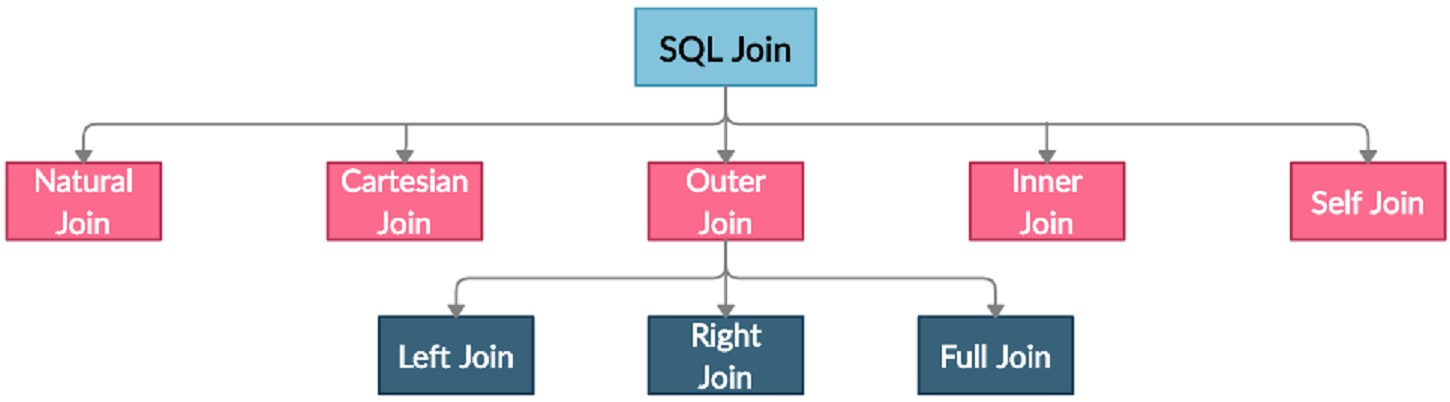 SQL Join
Natural
Join
Cartesian
Join
Outer
Join
Inner
Join
Self Join
Left Join
Right
Join
Full Join